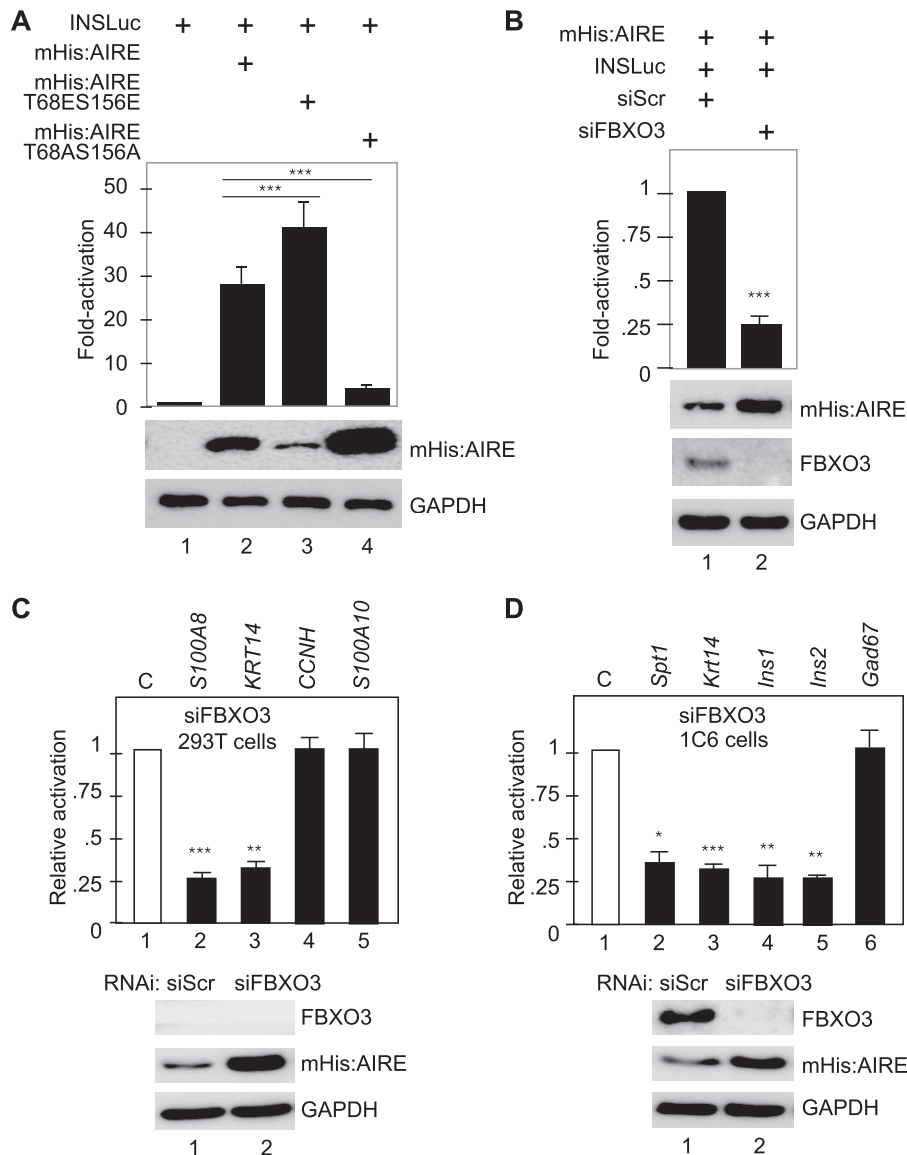 A
INSLuc + + + +
mHis:AIRE +
mHis:AIRE
T68ES156E +
mHis:AIRE
T68AS156A +
Fold-activation
50
40
30
20
10
0
***
***
mHis:AIRE
GAPDH
1 2 3 4
B
mHis:AIRE + +
INSLuc + +
siScr +
siFBXO3 +
Fold-activation
1
.75
.5
.25
0
***
mHis:AIRE
FBXO3
GAPDH
1 2
C
C S100A8 KRT14 CCNH S100A10
siFBXO3
293T cells
Relative activation
1
.75
.5
.25
0
*** **
1 2 3 4 5
RNAi: siScr siFBXO3
FBXO3
mHis:AIRE
GAPDH
1 2
D
C Spt1 Krt14 Ins1 Ins2 Gad67
siFBXO3
1C6 cells
Relative activation
1
.75
.5
.25
0
* *** ** **
1 2 3 4 5 6
RNAi: siScr siFBXO3
FBXO3
mHis:AIRE
GAPDH
1 2